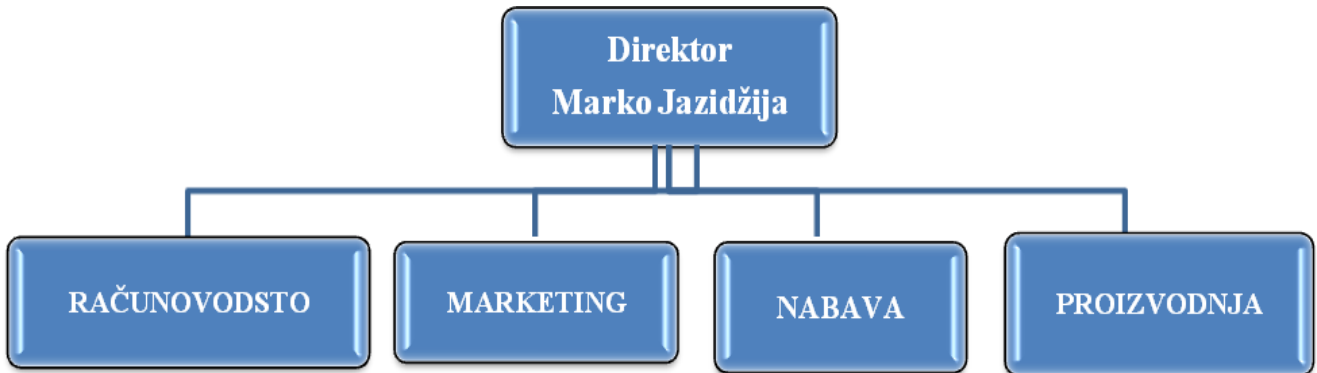 Direktor
Marko Jazidžija
RAČUNOVODSTO
MARKETING
NABAVA
PROIZVODNJA